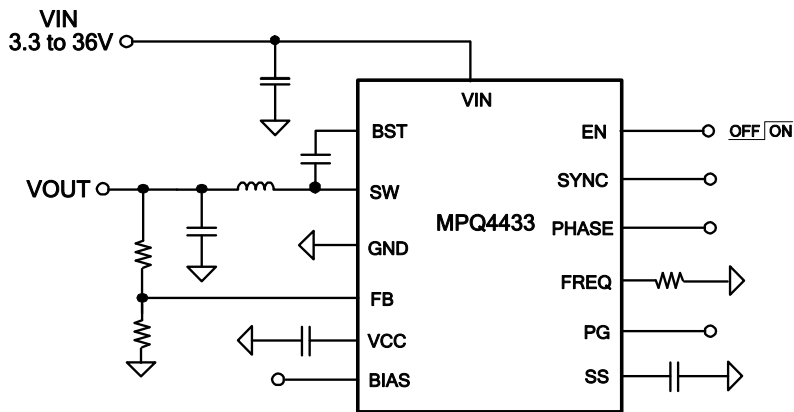 VIN
3.3 to 36V
VIN
BST
EN
OFF ON
SYNC
VOUT
SW
MPQ4433
PHASE
GND
FREQ
FB
PG
VCC
SS
BIAS